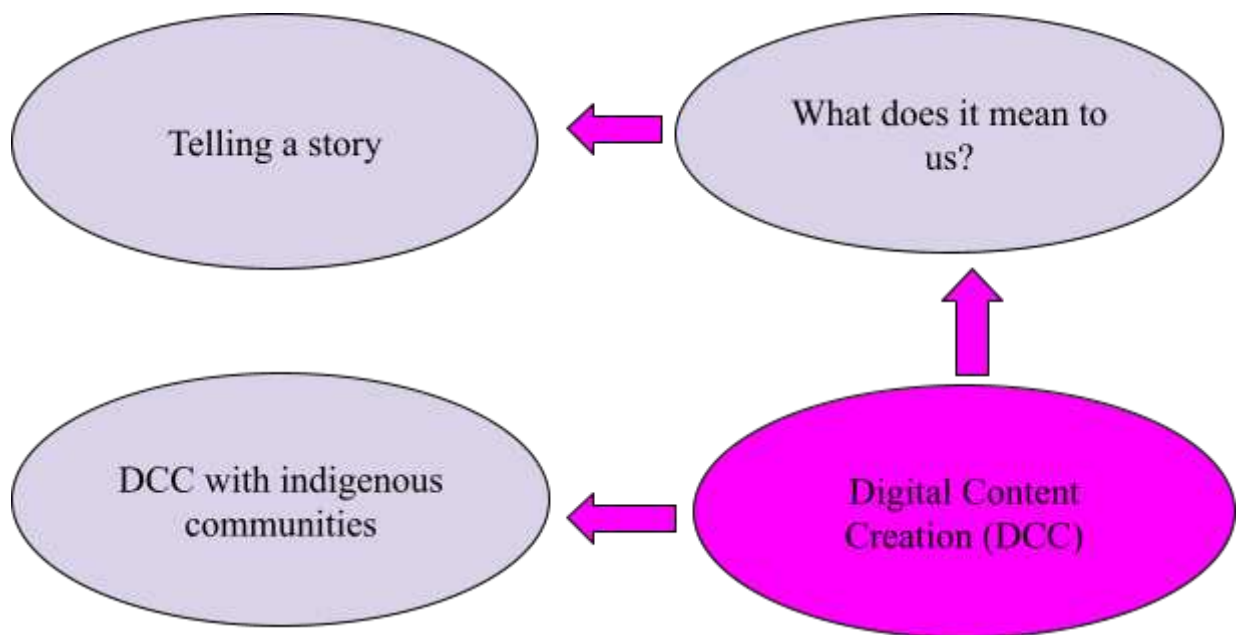 Telling a story
What does it mean to
us?
DCC with indigenous
communities
Digital Content
Creation (DCC)